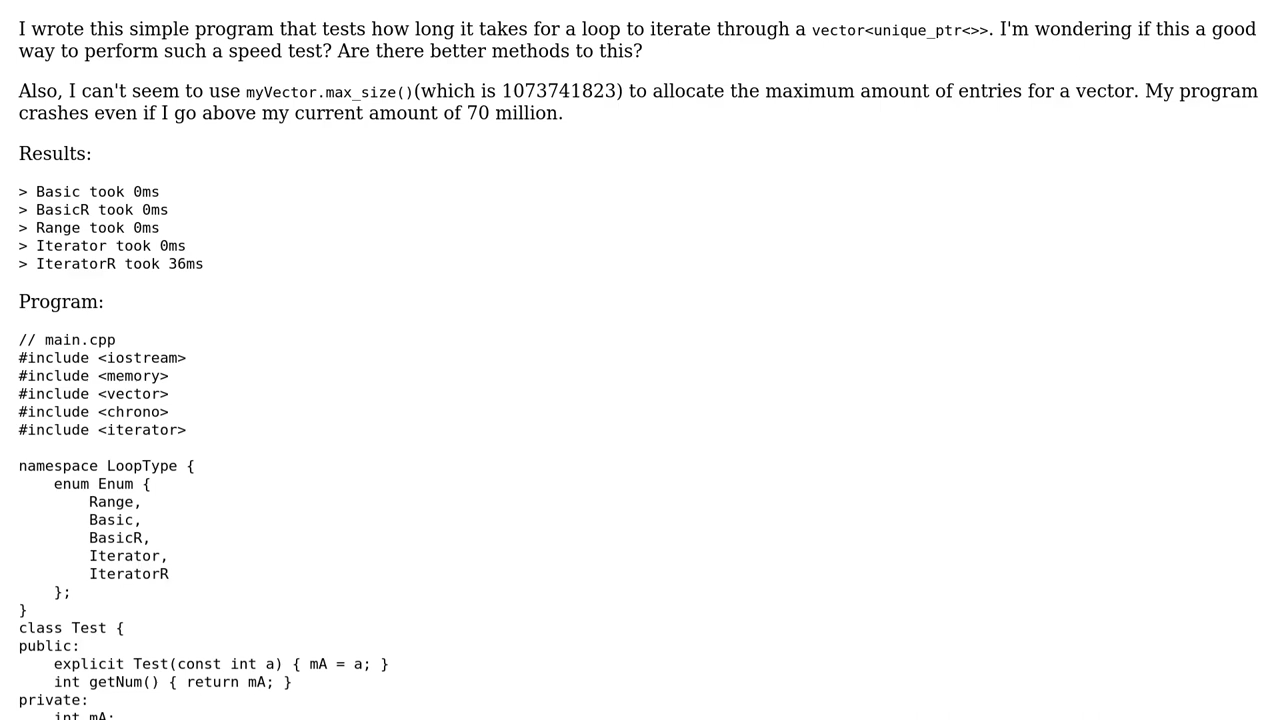 I wrote this simple program that tests how long it takes for a loop to iterate through a vector<unique_ptr<>>. I'm wondering if this a good
way to perform such a speed test? Are there better methods to this?
Also, I can't seem to use myVector.max_size()(which is 1073741823) to allocate the maximum amount of entries for a vector. My program
crashes even if I go above my current amount of 70 million.
Results:
> Basic took 0ms
> BasicR took 0ms
> Range took 0ms
> Iterator took 0ms
> IteratorR took 36ms
Program:
// main.cpp
#include <iostream>
#include <memory>
#include <vector>
#include <chrono>
#include <iterator>
namespace LoopType {
    enum Enum {
        Range,
        Basic,
        BasicR,
        Iterator,
        IteratorR
    };
}
class Test {
public:
    explicit Test(const int a) { mA = a; }
    int getNum() { return mA; }
private:
    int mA;